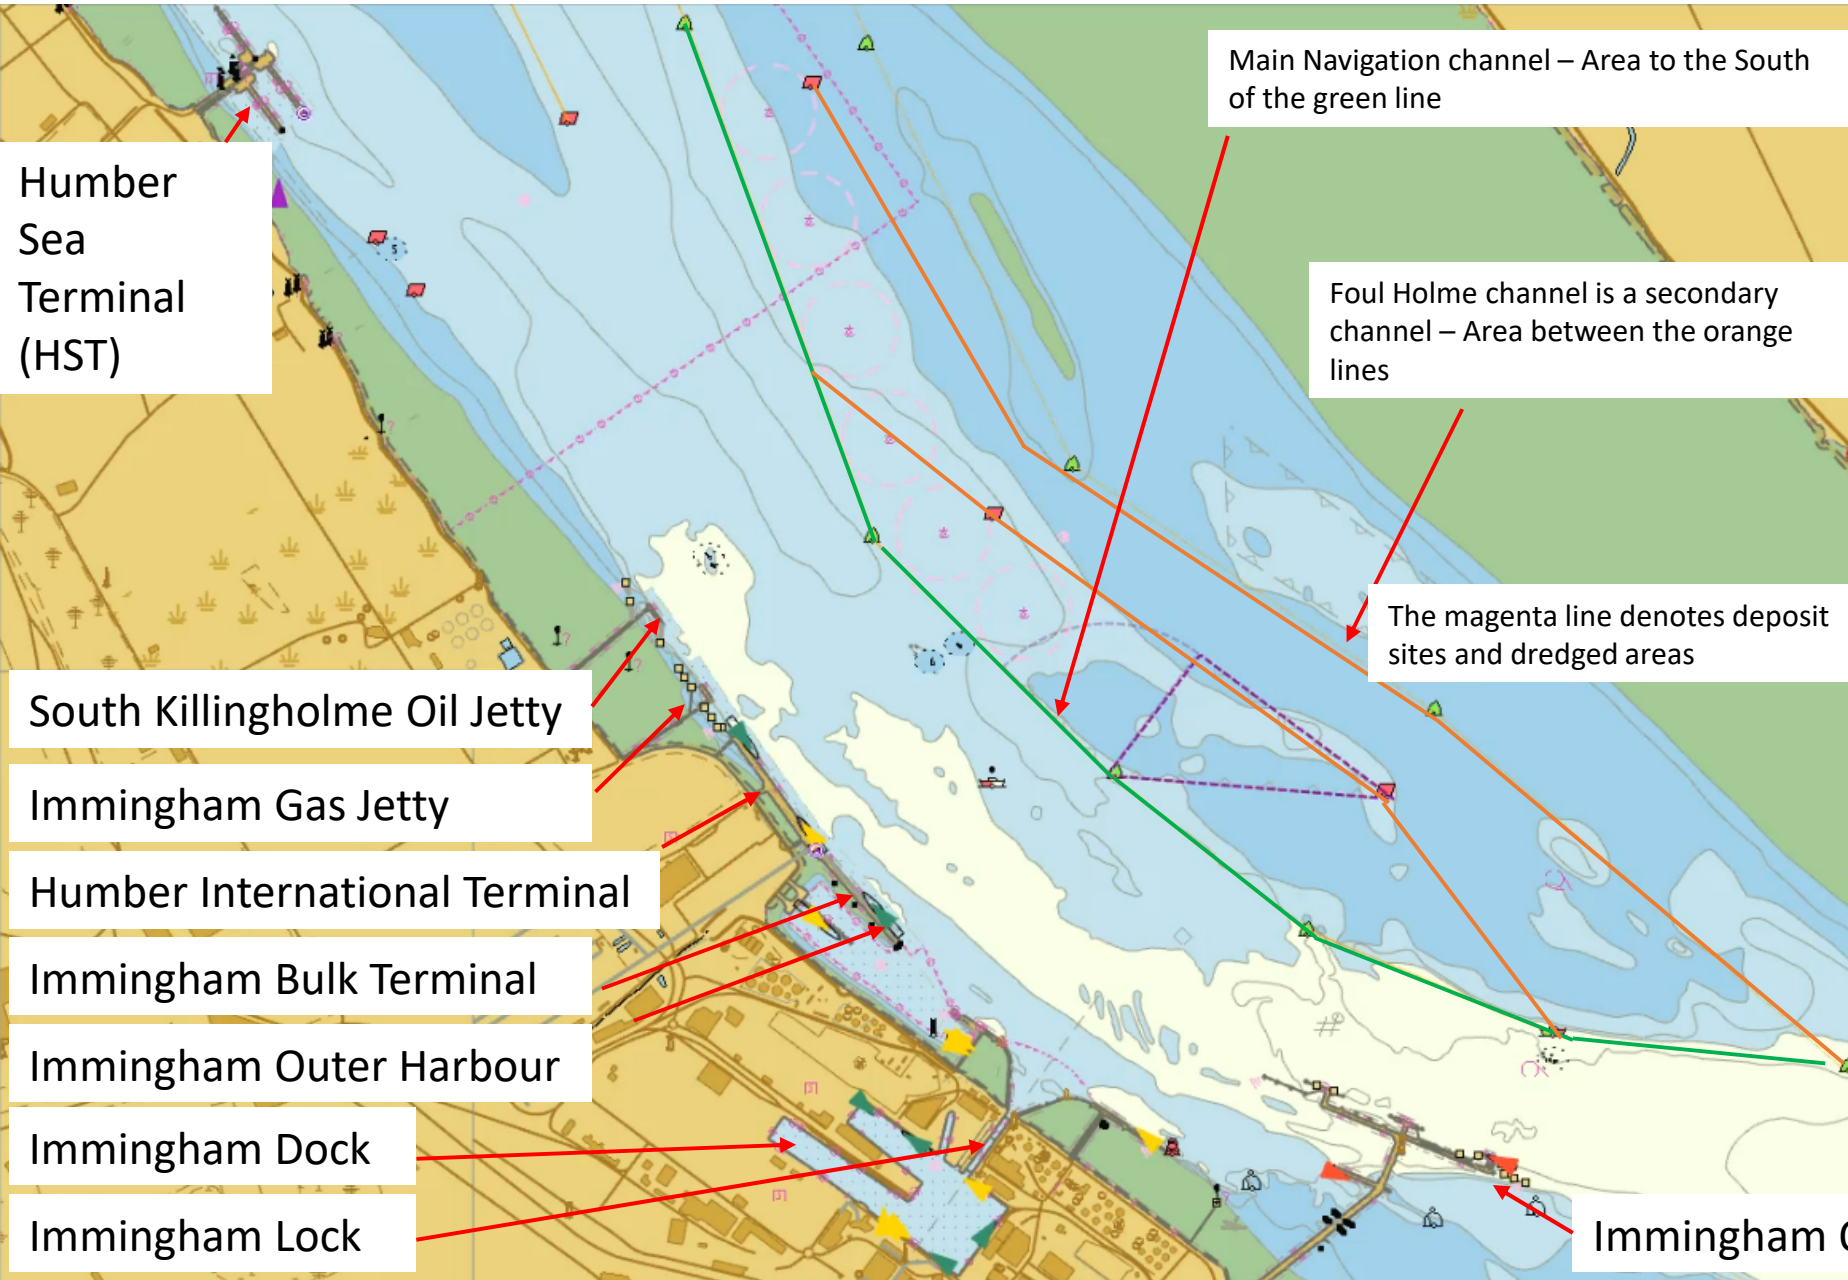 Main Navigation channel – Area to the South
of the green line
Humber
Sea
Terminal
(HST)
Foul Holme channel is a secondary
channel – Area between the orange
lines
The magenta line denotes deposit
sites and dredged areas
South Killingholme Oil Jetty
Immingham Gas Jetty
Humber International Terminal
Immingham Bulk Terminal
Immingham Outer Harbour
Immingham Dock
Immingham Lock
Immingham